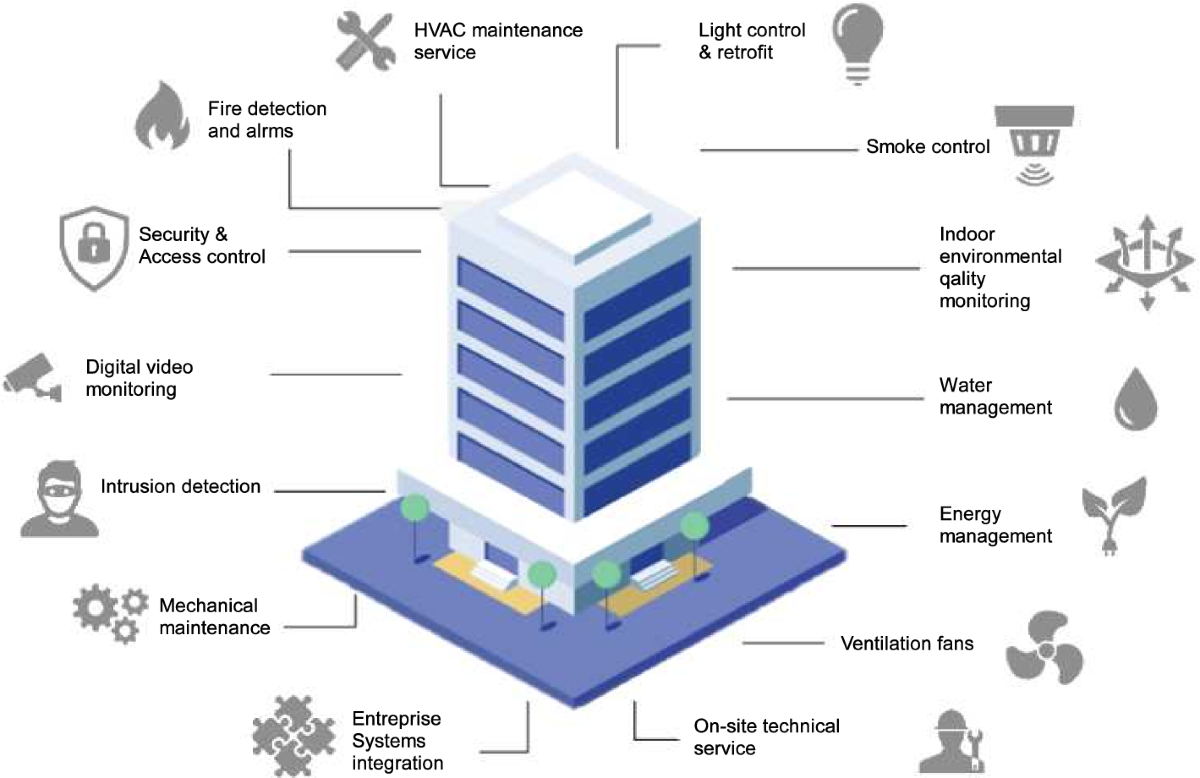 HVAC maintenance
service
Light control
& retrofit
Fire detection
and alrms
Smoke control
Security &
Access control
Indoor
environmental
qality
monitoring
Digital video
monitoring
Water
management
Intrusion detection
Energy
management
Mechanical
maintenance
Ventilation fans
Entreprise
Systems
integration
On-site technical
service